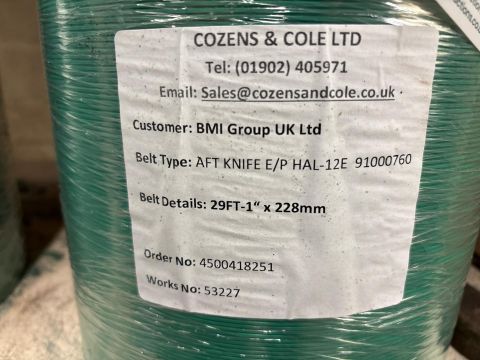 COZENS & COLE LTD
Tel: (01902) 405971
Email: Sales@cozensandcole.co.uk
Customer: BMI Group UK Ltd
Belt Type: AFT KNIFE E/P HAL-12E 91000760
Belt Details: 29FT-1“ x 228mm
Order No: 4500418251
Works No: 53227